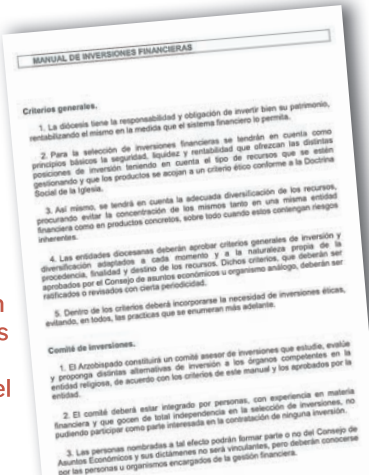 MANUAL DE INVERSIONES FINANCIERAS
Criterios generales.
1. La diócesis tiene la responsabilidad y obligación de invertir bien su patrimonio,
rentabilizando el mismo en la medida que el sistema financiero lo permita.
2. Para la selección de inversiones financieras se tendrán en cuenta como
principios básicos la seguridad, liquidez y rentabilidad que ofrezcan las distintas
posiciones de inversión teniendo en cuenta el tipo de recursos que se están
gestionando y que los productos se acojan a un criterio ético conforme a la Doctrina
Social de la Iglesia.
3. Así mismo, se tendrá en cuenta la adecuada diversificación de los recursos,
procurando evitar la concentración de los mismos tanto en una misma entidad
financiera como en productos concretos, sobre todo cuando estos contengan riesgos
inherentes.
4. Las entidades diocesanas deberán aprobar criterios generales de inversión y
diversificación adaptados a cada momento y a la naturaleza propia de la
procedencia, finalidad y destino de los recursos. Dichos criterios, que deberán ser
aprobados por el Consejo de asuntos económicos u organismo análogo, deberán ser
ratificados o revisados con cierta periodicidad.
5. Dentro de los criterios deberá incorporarse la necesidad de inversiones éticas,
evitando, en todos, las practicas que se enumeran más adelante.
Comité de inversiones.
1. El Arzobispado constituirá un comité asesor de inversiones que estudie, evalúe
y proponga distintas alternativas de inversión a los órganos competentes en la
entidad religiosa, de acuerdo con los criterios de este manual y los aprobados por la
entidad.
2. El comité deberá estar integrado por personas, con experiencia en materia
financiera y que gocen de total independencia en la selección de inversiones, no
pudiendo participar como parte interesada en la contratación de ninguna inversión.
3. Las personas nombradas a tal efecto podrán formar parte o no del Consejo de
Asuntos Económicos y sus dictámenes no será vinculantes, pero deberán conocerse
por las personas u organismos encargados de la gestión financiera.
n
s
el